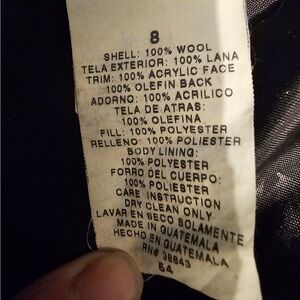 8
SHELL: 100% WOOL
TELA EXTERIOR: 100% LANA
TRIM: 100% ACRYLIC FACE
100% OLEFIN BACK
ADORNO: 100% ACRILICO
TELA DE ATRAS:
100% OLEFINA
FILL: 100% POLYESTER
RELLENO: 100% POLIESTER
BODY LINING:
100% POLYESTER
FORRO DEL CUERPO:
100% POLIESTER
CARE INSTRUCTION
DRY CLEAN ONLY
LAVAR EN SECO SOLAMENTE
MADE IN GUATEMALA
HECHO EN GUATEMALA
RN# 38643
54